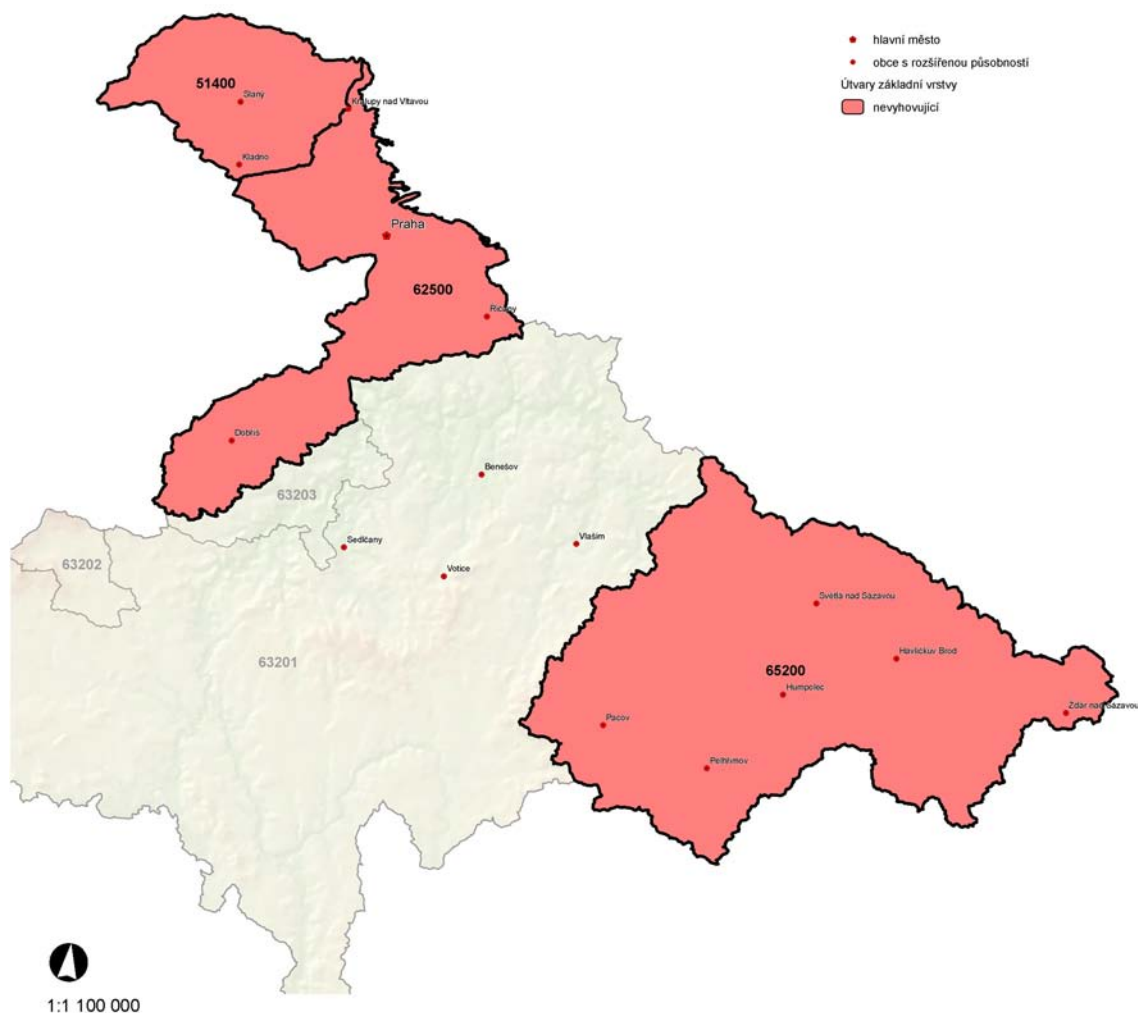 hlavní město
obce s rozšířenou působností
Útvary základní vrstvy
nevyhovující
51400
Slaný
Kralupy nad Vltavou
Kladno
Praha
62500
Říčany
Dobříš
Benešov
63203
Sedlčany
Vlašim
63202
Votice
Světlá nad Sázavou
63201
Havlíčkův Brod
65200
Humpolec
Žďár nad Sázavou
Pacov
Pelhřimov
1:1 100 000